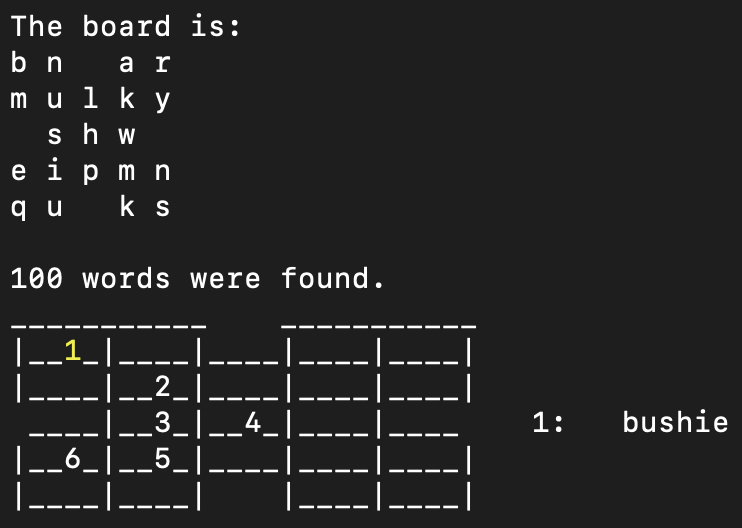 The board is:
b n   a r
m u l k y
  s h w
e i p m n
q u   k s

100 words were found.
___________    ___________
|__1_|____|____|____|____|
|____|__2_|____|____|____|
 ____|__3_|__4_|____|____    1:   bushie
|__6_|__5_|____|____|____|
|____|____|    |____|____|